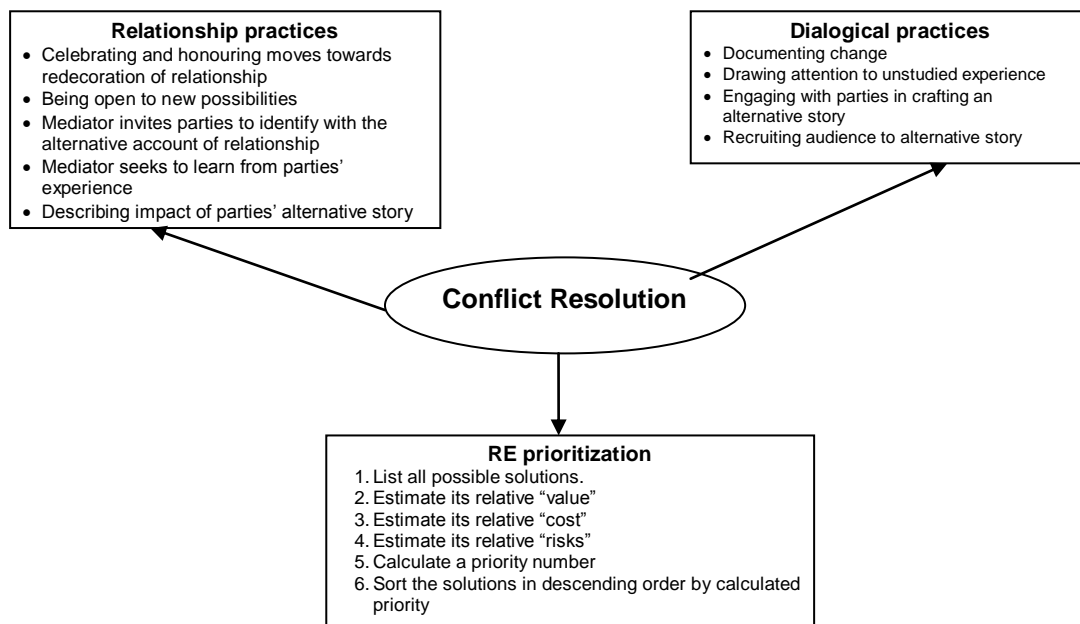 Relationship practices
• Celebrating and honouring moves towards
redecoration of relationship
• Being open to new possibilities
• Mediator invites parties to identify with the
alternative account of relationship
• Mediator seeks to learn from parties’
experience
• Describing impact of parties’ alternative story
Dialogical practices
• Documenting change
• Drawing attention to unstudied experience
• Engaging with parties in crafting an
alternative story
• Recruiting audience to alternative story
Conflict Resolution
RE prioritization
1. List all possible solutions.
2. Estimate its relative “value”
3. Estimate its relative “cost”
4. Estimate its relative “risks”
5. Calculate a priority number
6. Sort the solutions in descending order by calculated
priority